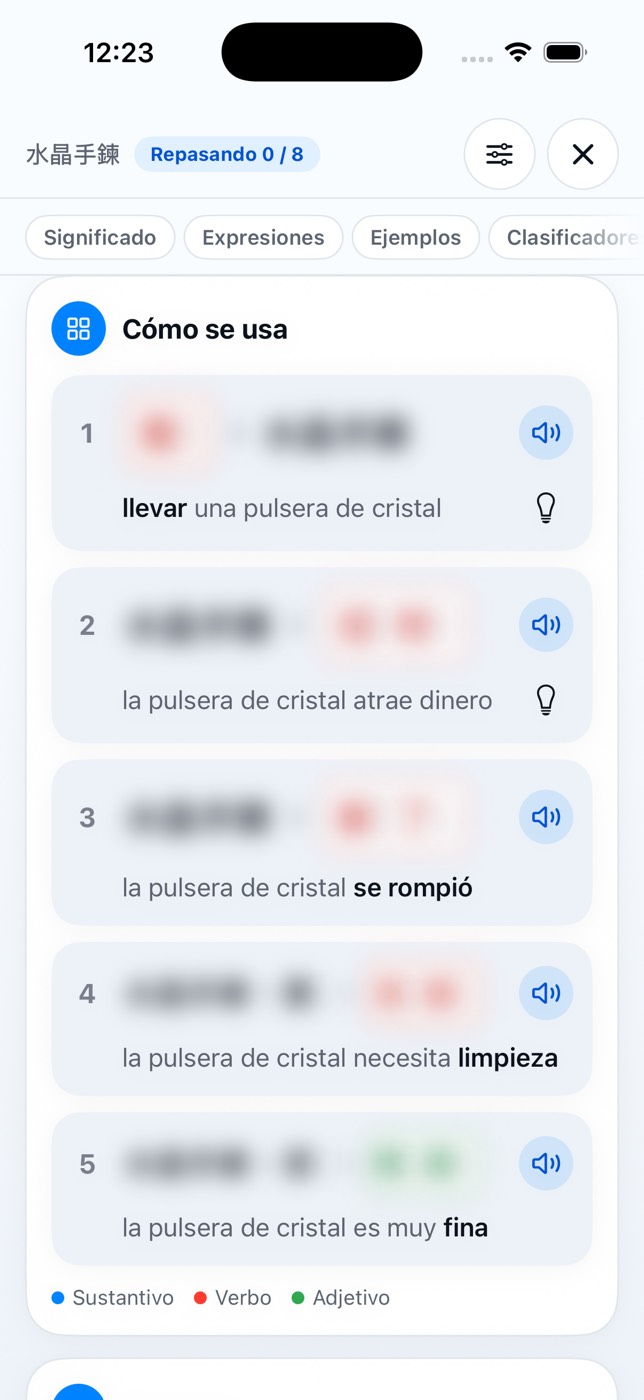 12:23
水晶手鍊 Repasando 0 / 8
Significado Expresiones Ejemplos Clasificadore
Cómo se usa
1
llevar una pulsera de cristal
2
la pulsera de cristal atrae dinero
3
la pulsera de cristal se rompió
4
la pulsera de cristal necesita limpieza
5
la pulsera de cristal es muy fina
Sustantivo Verbo Adjetivo